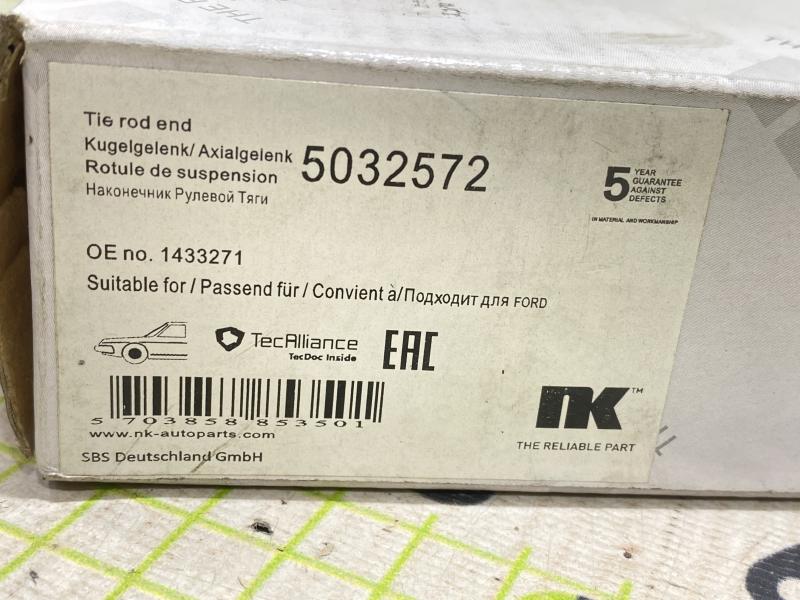 Tie rod end
Kugelgelenk/ Axialgelenk
Rotule de suspension
Наконечник Рулевой Тяги
5032572
5 YEAR
GUARANTEE
AGAINST
DEFECTS
IN MATERIAL AND WORKMANSHIP
OE no. 1433271
Suitable for / Passend für / Convient à/Подходит для FORD
TecAlliance
TecDoc Inside
EAC
5 703858 853501
www.nk-autoparts.com
SBS Deutschland GmbH
nK™
THE RELIABLE PART